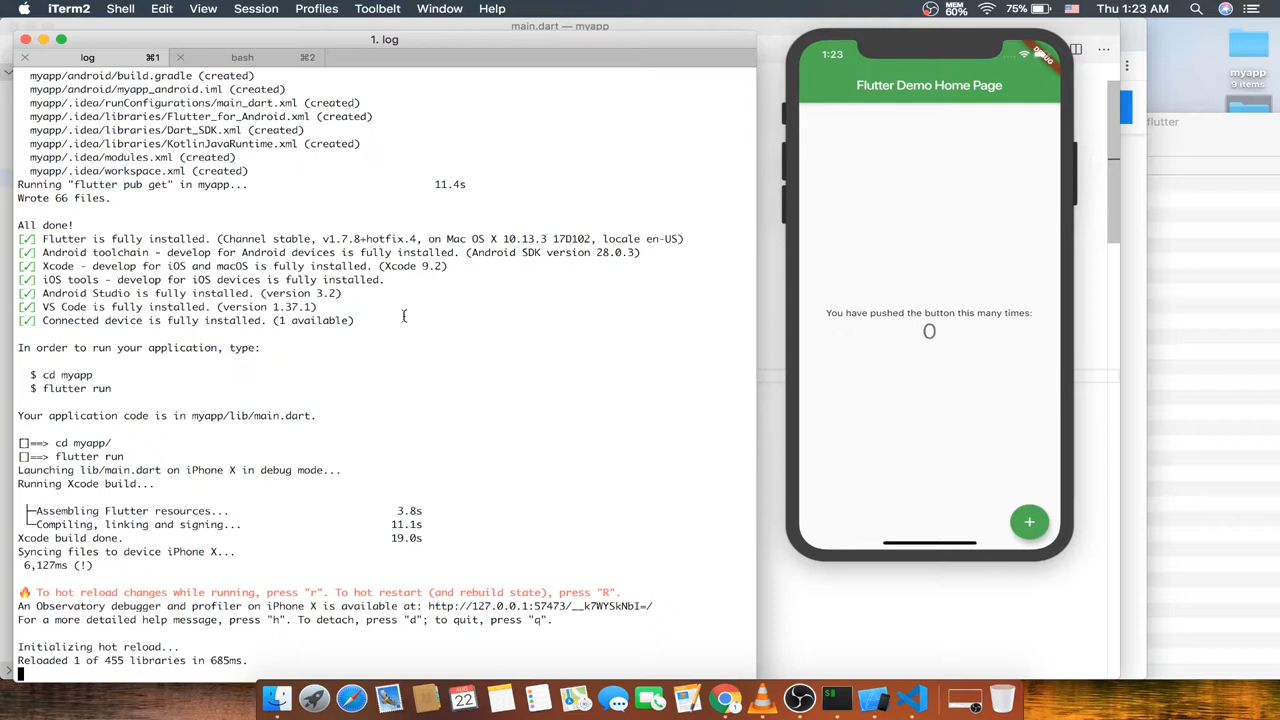 iTerm2 Shell Edit View Session Profiles Toolbelt Window Help MEM 60% 75% Thu 1:23 AM
main.dart — myapp
1. log
log ⌘1 bash ⌘2
myapp/android/build.gradle (created)
myapp/android/myapp_android.iml (created)
myapp/.idea/runConfigurations/main_dart.xml (created)
myapp/.idea/libraries/Flutter_for_Android.xml (created)
myapp/.idea/libraries/Dart_SDK.xml (created)
myapp/.idea/libraries/KotlinJavaRuntime.xml (created)
myapp/.idea/modules.xml (created)
myapp/.idea/workspace.xml (created)
Running "flutter pub get" in myapp... 11.4s
Wrote 66 files.
All done!
[✓] Flutter is fully installed. (Channel stable, v1.7.8+hotfix.4, on Mac OS X 10.13.3 17D102, locale en-US)
[✓] Android toolchain - develop for Android devices is fully installed. (Android SDK version 28.0.3)
[✓] Xcode - develop for iOS and macOS is fully installed. (Xcode 9.2)
[✓] iOS tools - develop for iOS devices is fully installed.
[✓] Android Studio is fully installed. (version 3.2)
[✓] VS Code is fully installed. (version 1.37.1)
[✓] Connected device is fully installed. (1 available)
In order to run your application, type:
$ cd myapp
$ flutter run
Your application code is in myapp/lib/main.dart.
[]==> cd myapp/
[]==> flutter run
Launching lib/main.dart on iPhone X in debug mode...
Running Xcode build...
├─Assembling Flutter resources... 3.8s
└─Compiling, linking and signing... 11.1s
Xcode build done. 19.0s
Syncing files to device iPhone X...
6,127ms (!)
🔥 To hot reload changes while running, press "r". To hot restart (and rebuild state), press "R".
An Observatory debugger and profiler on iPhone X is available at: http://127.0.0.1:57473/__k7WYSkNbI=/
For a more detailed help message, press "h". To detach, press "d"; to quit, press "q".
Initializing hot reload...
Reloaded 1 of 455 libraries in 685ms.
1:23
DEBUG
Flutter Demo Home Page
You have pushed the button this many times:
0
+
myapp
9 items
flutter
AUG
22